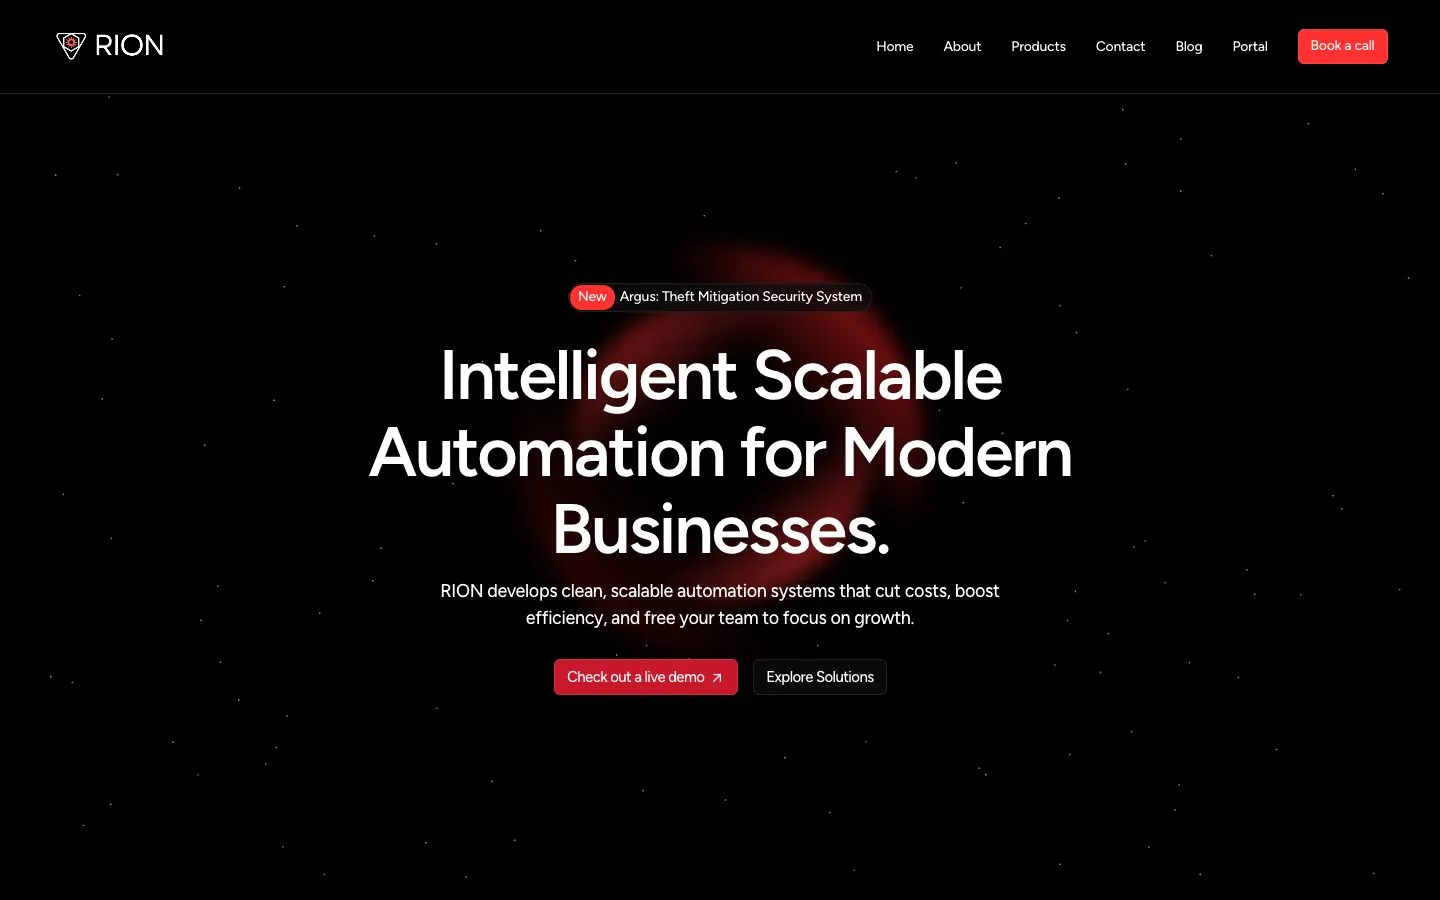 RION
Home About Products Contact Blog Portal Book a call
New Argus: Theft Mitigation Security System
Intelligent Scalable
Automation for Modern
Businesses.
RION develops clean, scalable automation systems that cut costs, boost
efficiency, and free your team to focus on growth.
Check out a live demo Explore Solutions